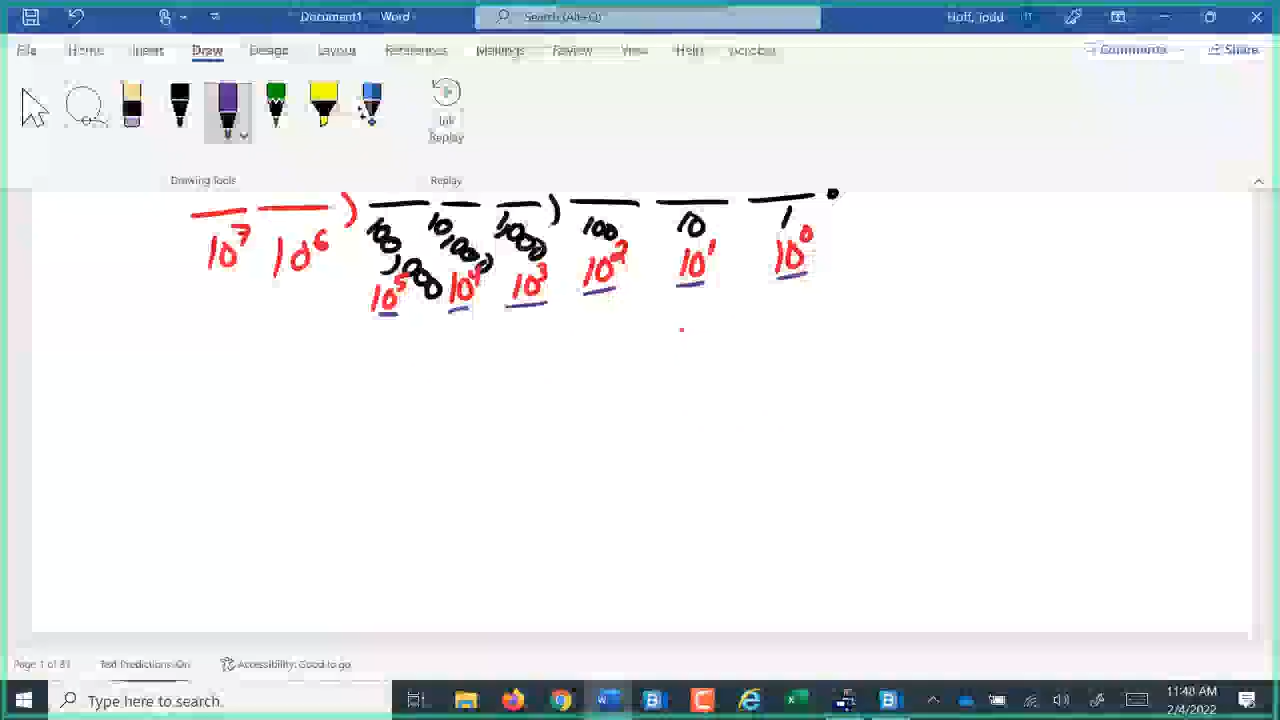 Document1 - Word
Search (Alt+Q)
Hoff, Todd
File Home Insert Draw Design Layout References Mailings Review View Help Acrobat
Comments
Share
Ink
Replay
Drawing Tools
Replay
100 10 1000 100 10 1
,000 ,000
10⁷ 10⁶ 10⁵ 10⁴ 10³ 10² 10¹ 10⁰
Page 1 of 81 Text Predictions: On Accessibility: Good to go
Type here to search
11:48 AM
2/4/2022